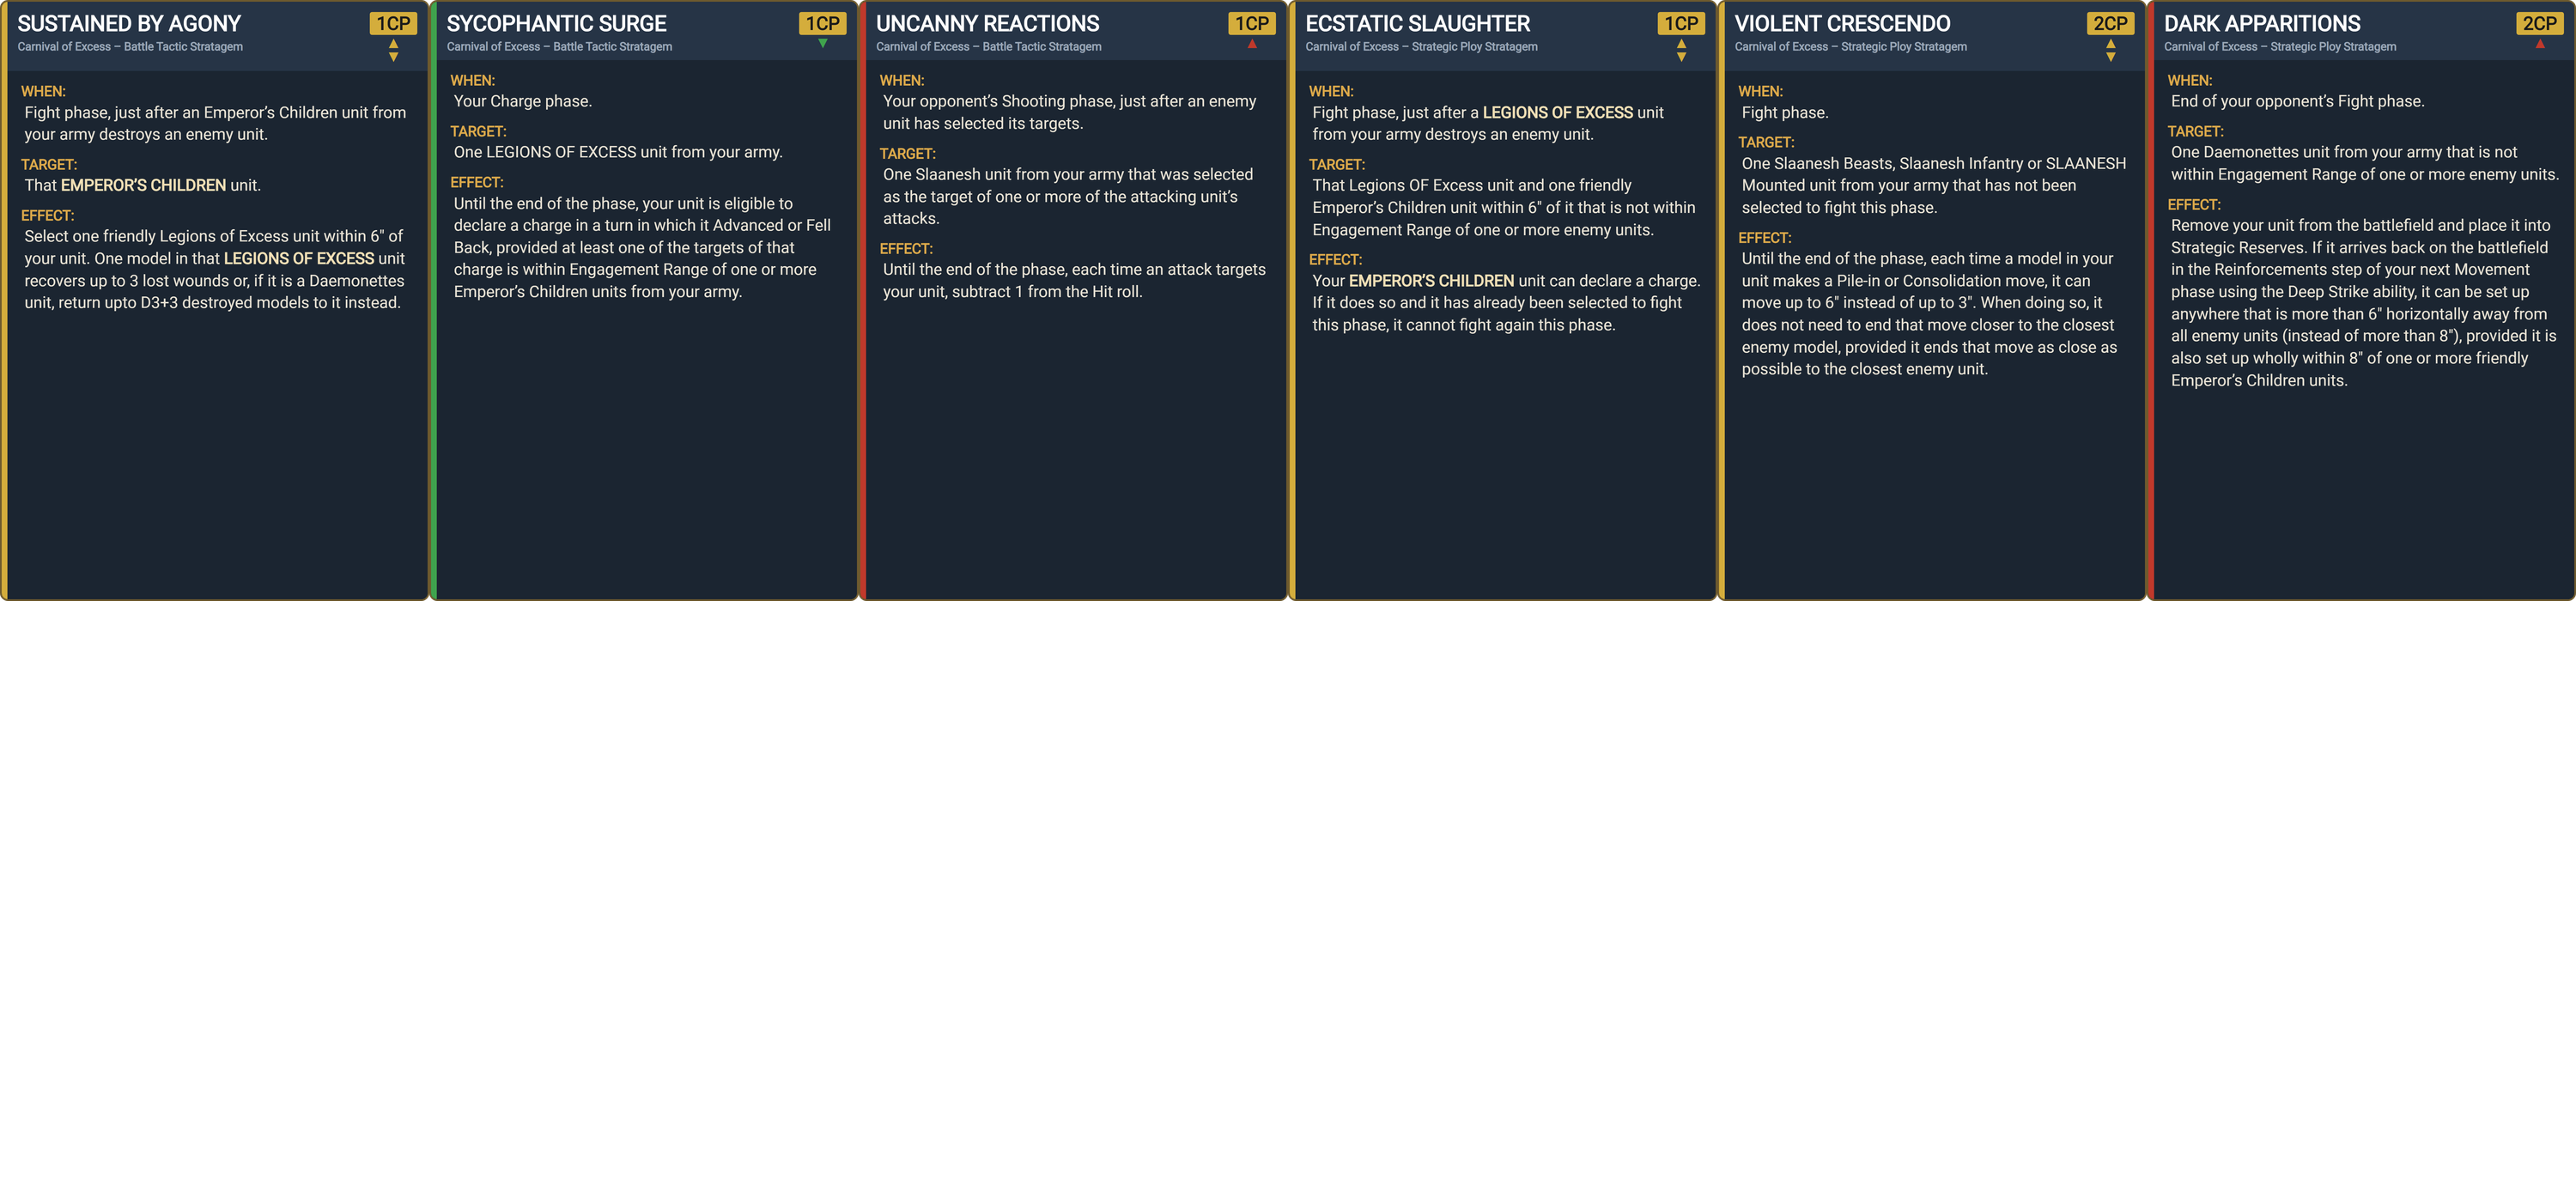 SUSTAINED BY AGONY
1CP
Carnival of Excess – Battle Tactic Stratagem
WHEN:
Fight phase, just after an Emperor’s Children unit from
your army destroys an enemy unit.
TARGET:
That EMPEROR’S CHILDREN unit.
EFFECT:
Select one friendly Legions of Excess unit within 6" of
your unit. One model in that LEGIONS OF EXCESS unit
recovers up to 3 lost wounds or, if it is a Daemonettes
unit, return upto D3+3 destroyed models to it instead.
SYCOPHANTIC SURGE
1CP
Carnival of Excess – Battle Tactic Stratagem
WHEN:
Your Charge phase.
TARGET:
One LEGIONS OF EXCESS unit from your army.
EFFECT:
Until the end of the phase, your unit is eligible to
declare a charge in a turn in which it Advanced or Fell
Back, provided at least one of the targets of that
charge is within Engagement Range of one or more
Emperor’s Children units from your army.
UNCANNY REACTIONS
1CP
Carnival of Excess – Battle Tactic Stratagem
WHEN:
Your opponent’s Shooting phase, just after an enemy
unit has selected its targets.
TARGET:
One Slaanesh unit from your army that was selected
as the target of one or more of the attacking unit’s
attacks.
EFFECT:
Until the end of the phase, each time an attack targets
your unit, subtract 1 from the Hit roll.
ECSTATIC SLAUGHTER
1CP
Carnival of Excess – Strategic Ploy Stratagem
WHEN:
Fight phase, just after a LEGIONS OF EXCESS unit
from your army destroys an enemy unit.
TARGET:
That Legions OF Excess unit and one friendly
Emperor’s Children unit within 6" of it that is not within
Engagement Range of one or more enemy units.
EFFECT:
Your EMPEROR’S CHILDREN unit can declare a charge.
If it does so and it has already been selected to fight
this phase, it cannot fight again this phase.
VIOLENT CRESCENDO
2CP
Carnival of Excess – Strategic Ploy Stratagem
WHEN:
Fight phase.
TARGET:
One Slaanesh Beasts, Slaanesh Infantry or SLAANESH
Mounted unit from your army that has not been
selected to fight this phase.
EFFECT:
Until the end of the phase, each time a model in your
unit makes a Pile-in or Consolidation move, it can
move up to 6" instead of up to 3". When doing so, it
does not need to end that move closer to the closest
enemy model, provided it ends that move as close as
possible to the closest enemy unit.
DARK APPARITIONS
2CP
Carnival of Excess – Strategic Ploy Stratagem
WHEN:
End of your opponent’s Fight phase.
TARGET:
One Daemonettes unit from your army that is not
within Engagement Range of one or more enemy units.
EFFECT:
Remove your unit from the battlefield and place it into
Strategic Reserves. If it arrives back on the battlefield
in the Reinforcements step of your next Movement
phase using the Deep Strike ability, it can be set up
anywhere that is more than 6" horizontally away from
all enemy units (instead of more than 8"), provided it is
also set up wholly within 8" of one or more friendly
Emperor’s Children units.